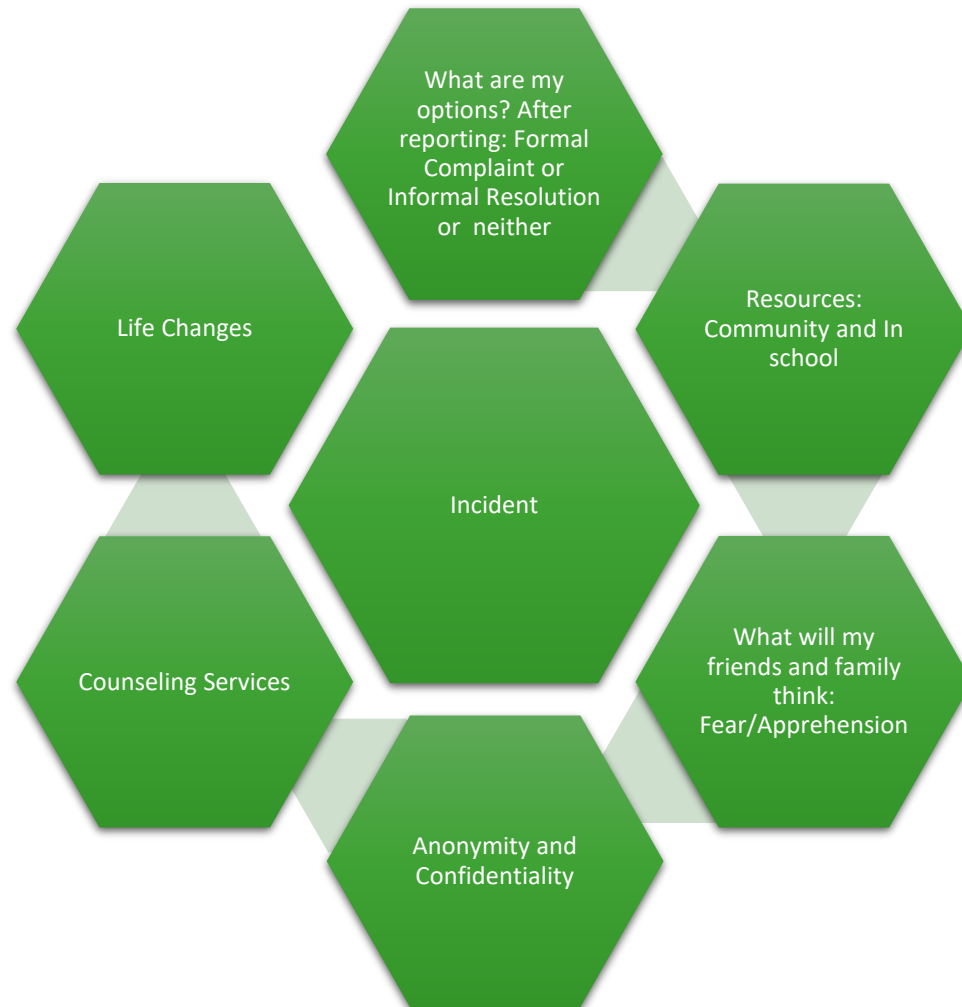 What are my
options? After
reporting: Formal
Complaint or
Informal Resolution
or neither
Resources:
Community and In
school
What will my
friends and family
think:
Fear/Apprehension
Anonymity and
Confidentiality
Counseling Services
Life Changes
Incident